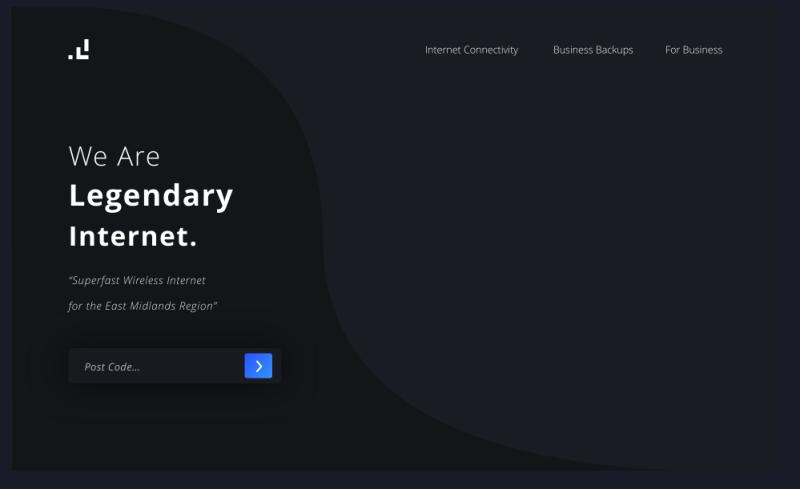 Internet Connectivity Business Backups For Business
We Are
Legendary
Internet.
“Superfast Wireless Internet
for the East Midlands Region”
Post Code...